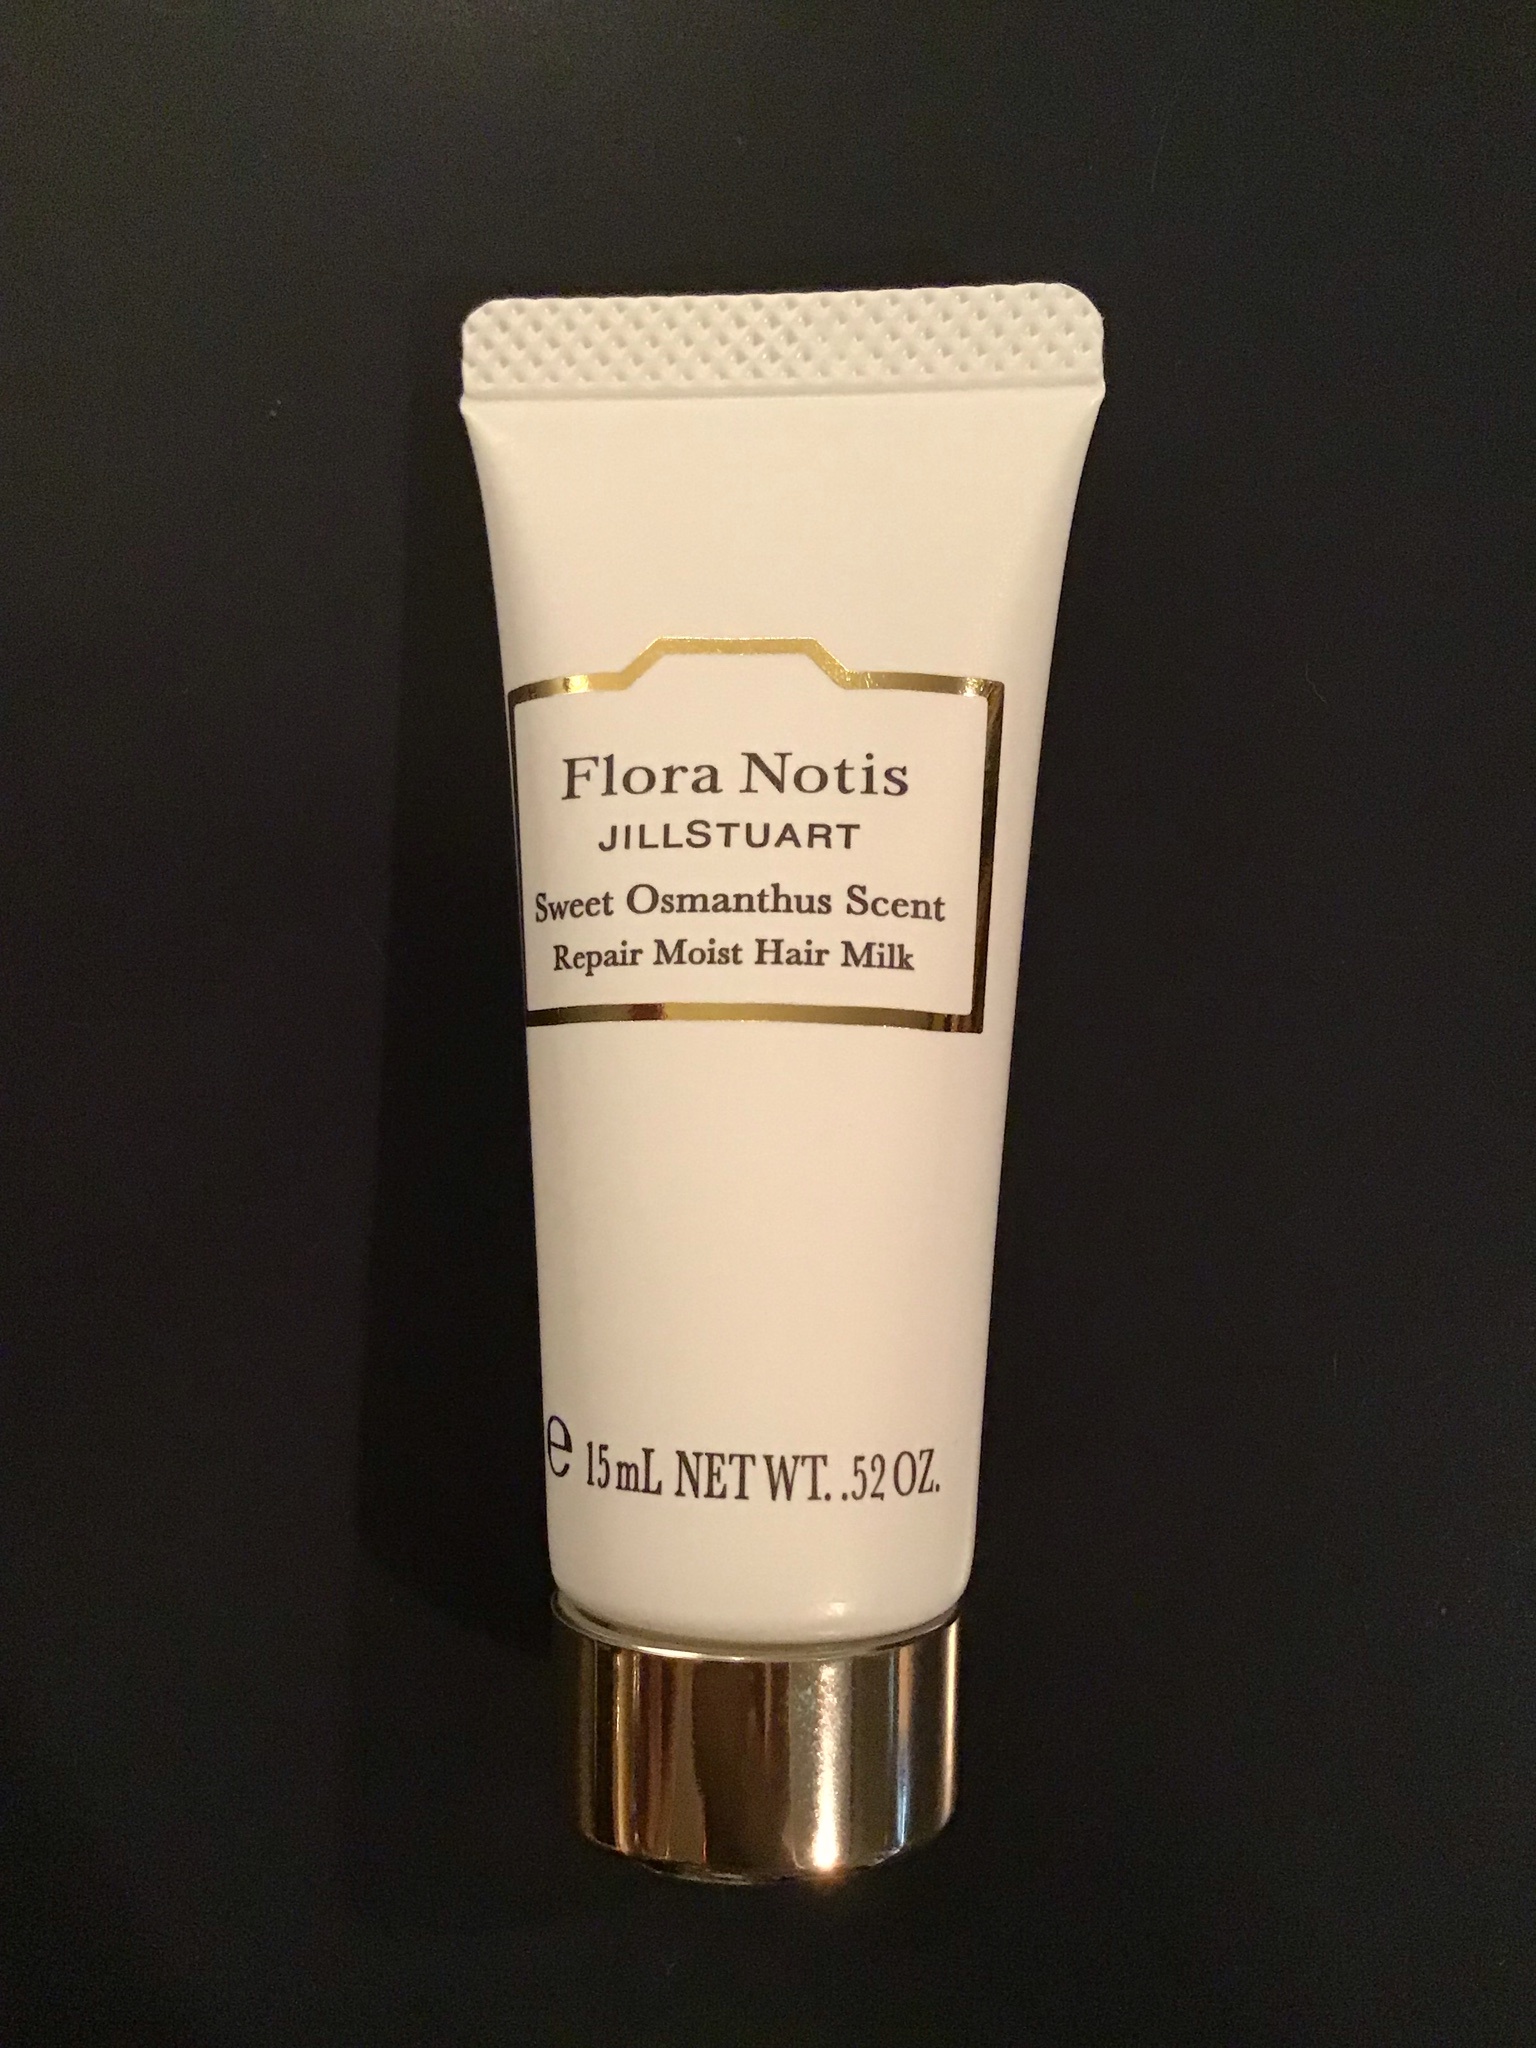 Flora Notis
JILLSTUART
Sweet Osmanthus Scent
Repair Moist Hair Milk
e 15mL NET WT. .52 OZ.